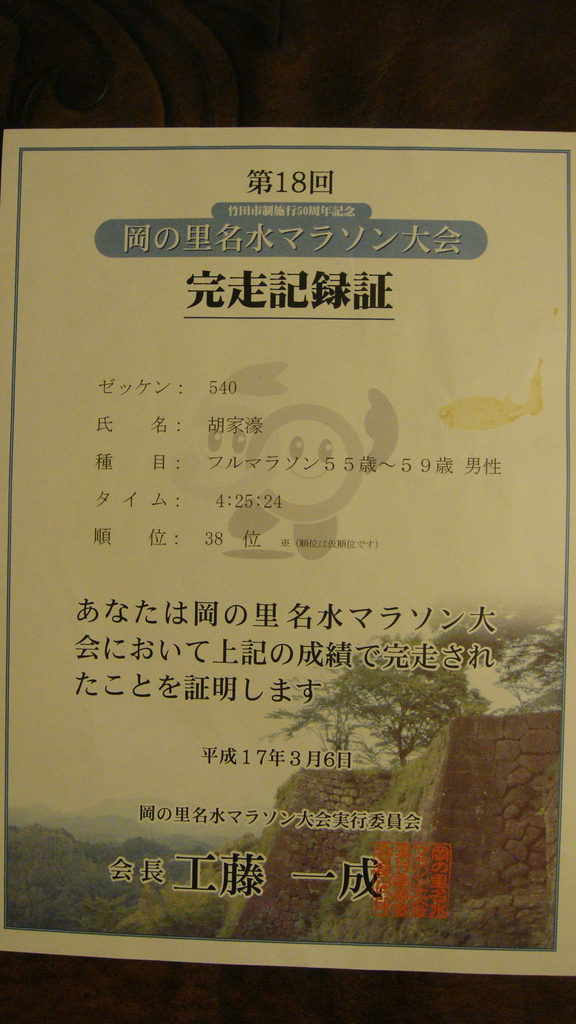 第18回
竹田市制施行50周年記念
岡の里名水マラソン大会
完走記録証
ゼッケン： 540
氏　名： 胡家濠
種　目： フルマラソン５５歳～５９歳 男性
タイム： 4:25:24
順　位： 38 位 ※（順位は仮順位です）
あなたは岡の里名水マラソン大
会において上記の成績で完走され
たことを証明します
平成１７年３月６日
岡の里名水マラソン大会実行委員会
会長 工藤 一成